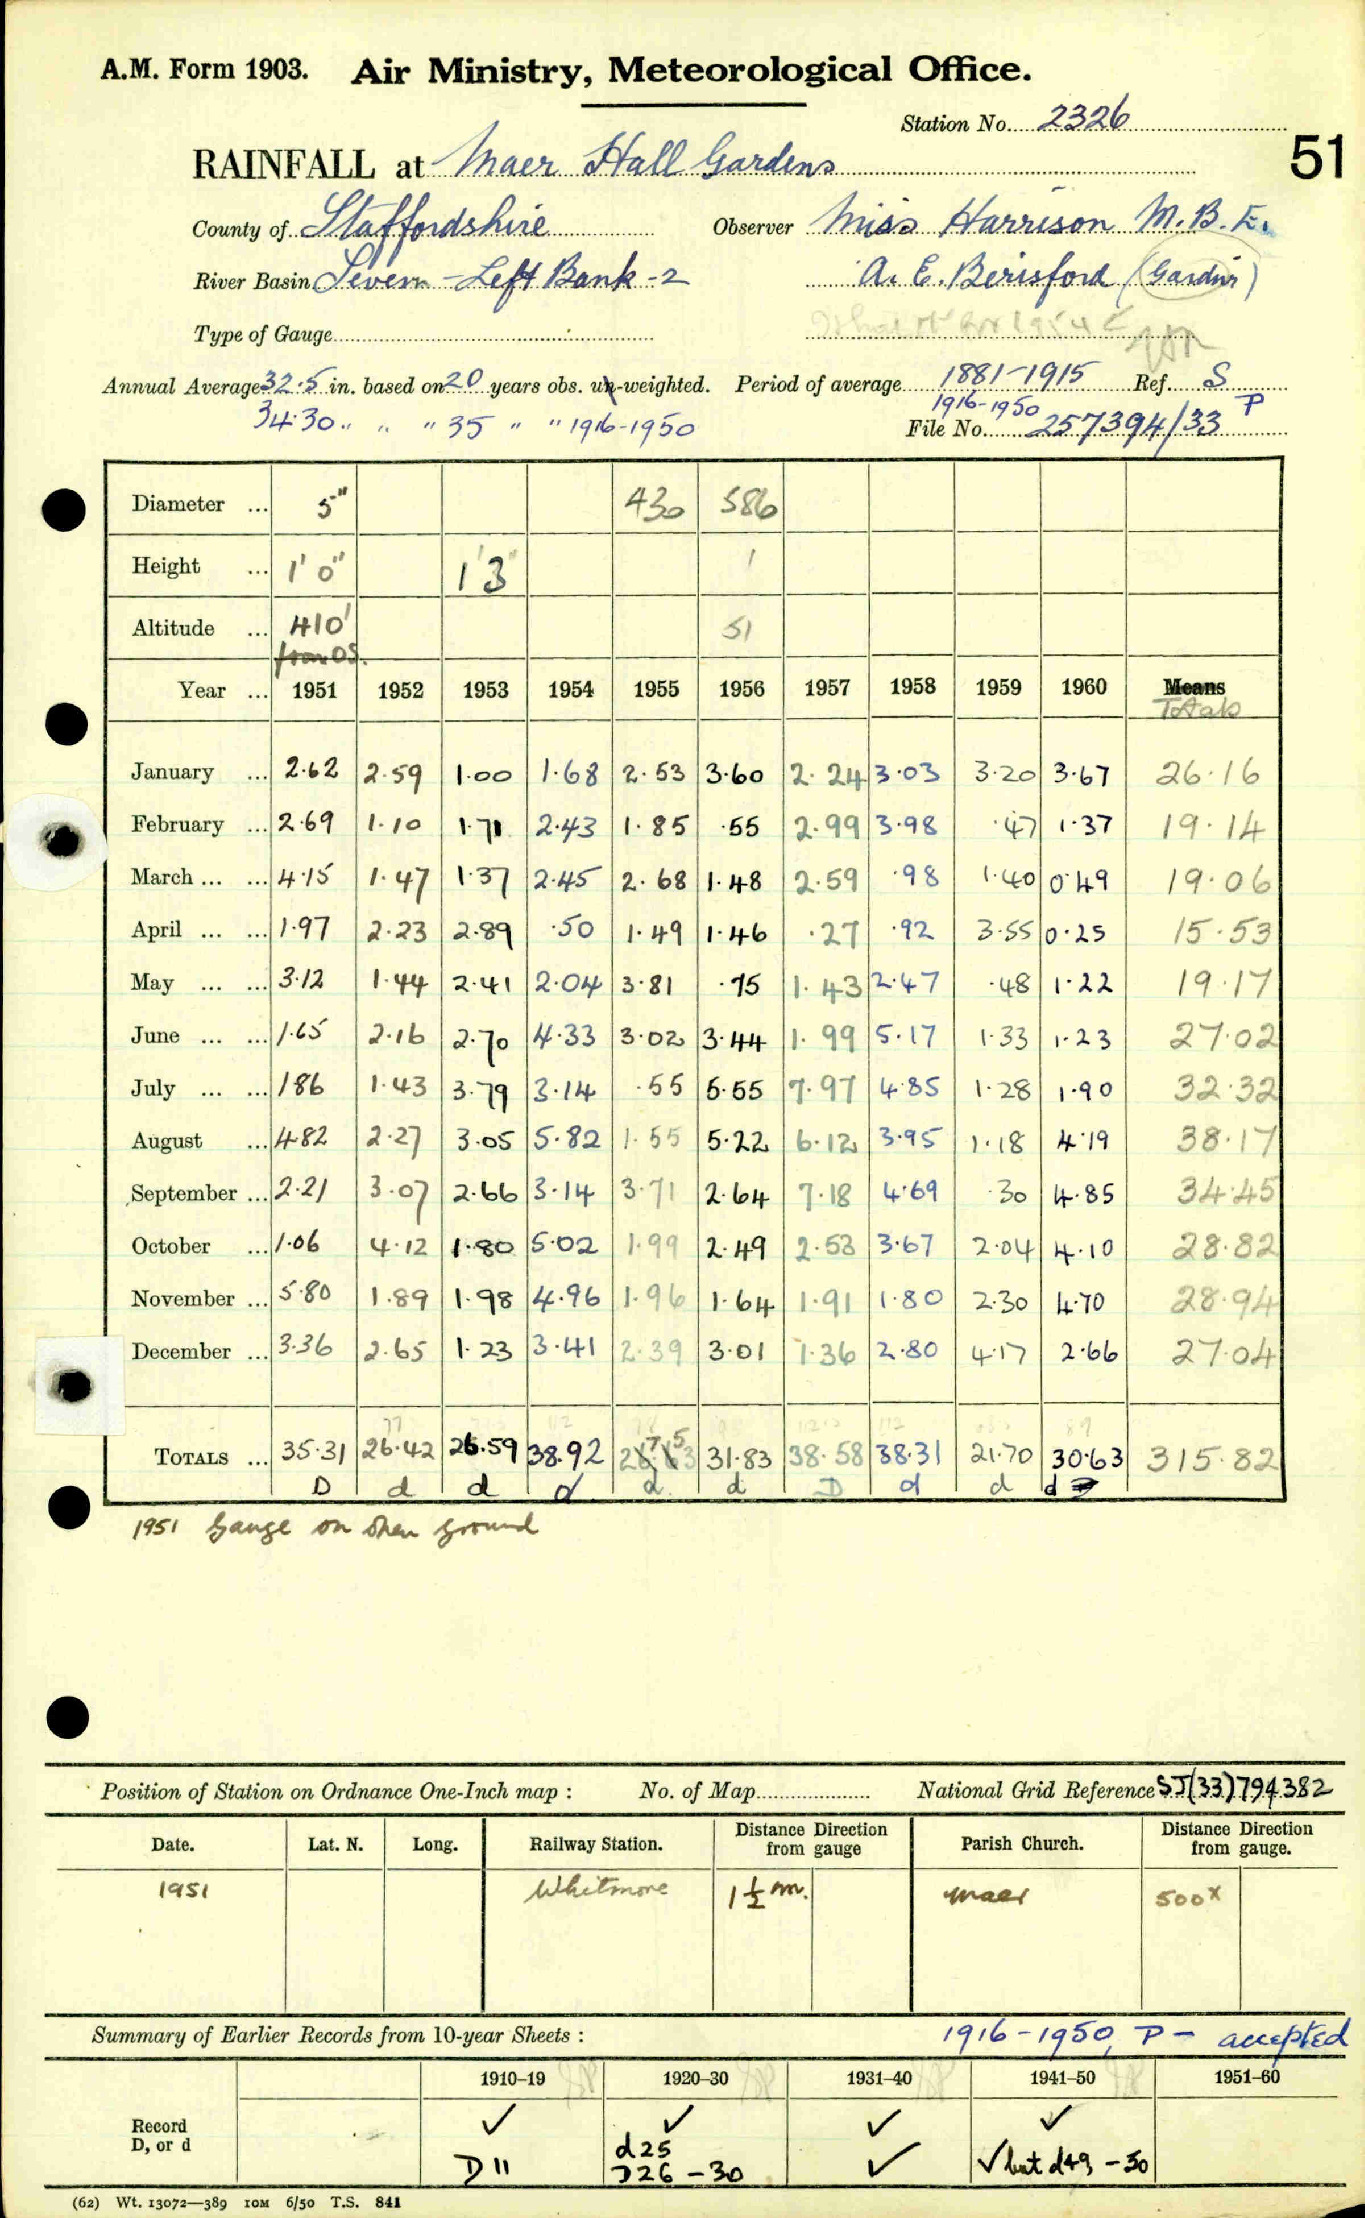 A.M. Form 1903. Air Ministry, Meteorological Office.
Station No. 2326
51
RAINFALL at Maer Hall Gardens
County of Staffordshire Observer Miss Harrison M.B.E.
River Basin Severn - Left Bank - 2 A. E. Berisford (Gardnr)
Type of Gauge
Annual Average 32.5 in. based on 20 years obs. un-weighted. Period of average 1881-1915 Ref. S
34.30 " " " 35 " " 1916-1950 1916-1950 P
File No. 257394/33
Diameter ... 5" 430 586
Height ... 1' 0" 1' 3" 1
Altitude ... 410' 51
from OS.
Year ... 1951 1952 1953 1954 1955 1956 1957 1958 1959 1960 Means
Totals
January ... 2.62 2.59 1.00 1.68 2.53 3.60 2.24 3.03 3.20 3.67 26.16
February ... 2.69 1.10 1.71 2.43 1.85 .55 2.99 3.98 .47 1.37 19.14
March ... ... 4.15 1.47 1.37 2.45 2.68 1.48 2.59 .98 1.40 0.49 19.06
April ... ... 1.97 2.23 2.89 .50 1.49 1.46 .27 .92 3.55 0.25 15.53
May ... ... 3.12 1.44 2.41 2.04 3.81 .75 1.43 2.47 .48 1.22 19.17
June ... ... 1.65 2.16 2.70 4.33 3.02 3.44 1.99 5.17 1.33 1.23 27.02
July ... ... 1.86 1.43 3.79 3.14 .55 5.55 7.97 4.85 1.28 1.90 32.32
August ... 4.82 2.27 3.05 5.82 1.55 5.22 6.12 3.95 1.18 4.19 38.17
September ... 2.21 3.07 2.66 3.14 3.71 2.64 7.18 4.69 .30 4.85 34.45
October ... 1.06 4.12 1.80 5.02 1.99 2.49 2.53 3.67 2.04 4.10 28.82
November ... 5.80 1.89 1.98 4.96 1.96 1.64 1.91 1.80 2.30 4.70 28.94
December ... 3.36 2.65 1.23 3.41 2.39 3.01 1.36 2.80 4.17 2.66 27.04
TOTALS ... 35.31 26.42 26.59 38.92 27.53 31.83 38.58 38.31 21.70 30.63 315.82
D d d d d d D d d d
1951 Gauge on open ground
Position of Station on Ordnance One-Inch map : No. of Map National Grid Reference SJ(33)794382
Date. Lat. N. Long. Railway Station. Distance Direction from gauge Parish Church. Distance Direction from gauge.
1951 Whitmore 1½ m. Maer 500x
Summary of Earlier Records from 10-year Sheets : 1916-1950, P - accepted
1910–19 1920–30 1931–40 1941–50 1951–60
Record ✓ ✓ ✓ ✓
D, or d D11 d25 ✓ ✓ but d49-50
D26-30
(62) Wt. 13072—389 10M 6/50 T.S. 841